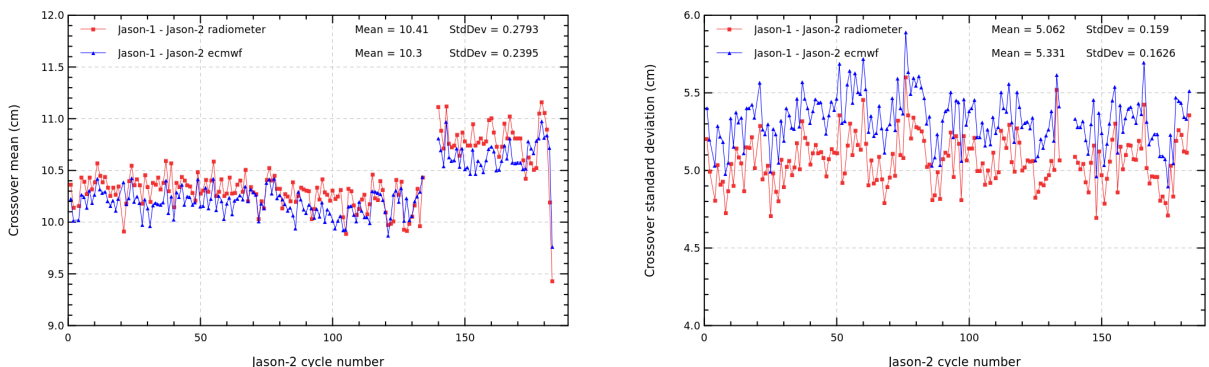 12.0
Jason-1 - Jason-2 radiometer Mean = 10.41 StdDev = 0.2793
Jason-1 - Jason-2 ecmwf Mean = 10.3 StdDev = 0.2395
11.5
11.0
10.5
10.0
9.5
9.0
Crossover mean (cm)
0 50 100 150
Jason-2 cycle number
6.0
Jason-1 - Jason-2 radiometer Mean = 5.062 StdDev = 0.159
Jason-1 - Jason-2 ecmwf Mean = 5.331 StdDev = 0.1626
5.5
5.0
4.5
4.0
Crossover standard deviation (cm)
0 50 100 150
Jason-2 cycle number